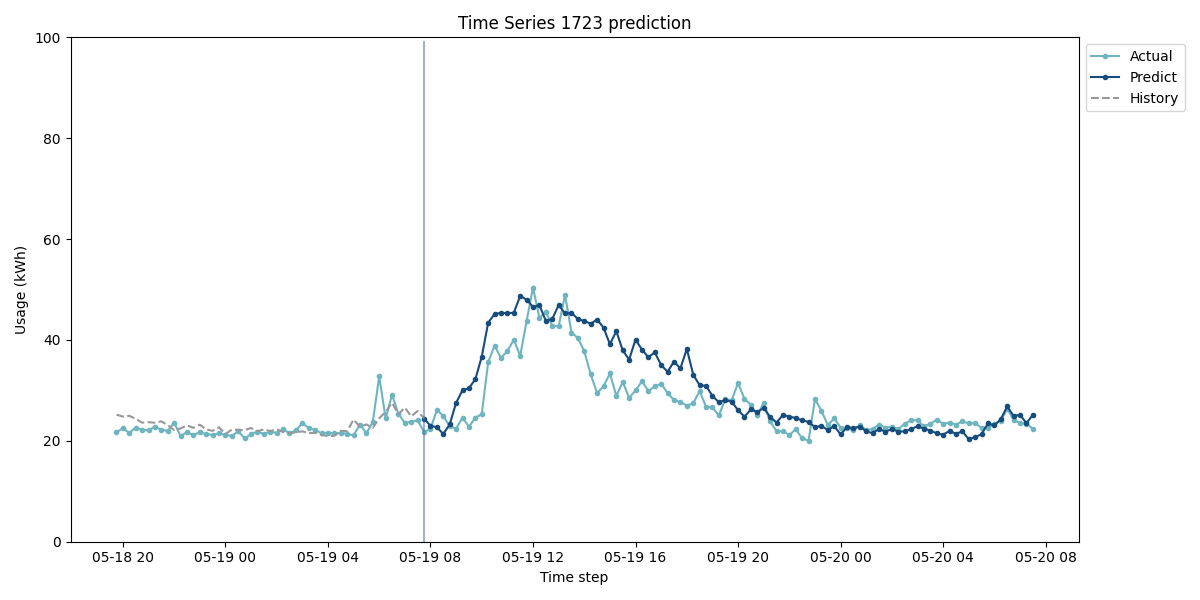 Time Series 1723 prediction
100
80
60
40
20
0
Usage (kWh)
05-18 20 05-19 00 05-19 04 05-19 08 05-19 12 05-19 16 05-19 20 05-20 00 05-20 04 05-20 08
Time step
Actual
Predict
History